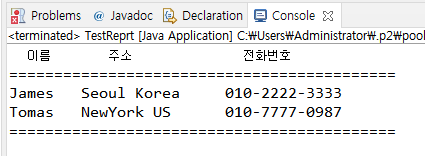 Problems @ Javadoc Declaration Console
<terminated> TestReprt [Java Application] C:₩Users₩Administrator₩.p2₩pool
이름 주소 전화번호
===========================================
James Seoul Korea 010-2222-3333
Tomas NewYork US 010-7777-0987
===========================================